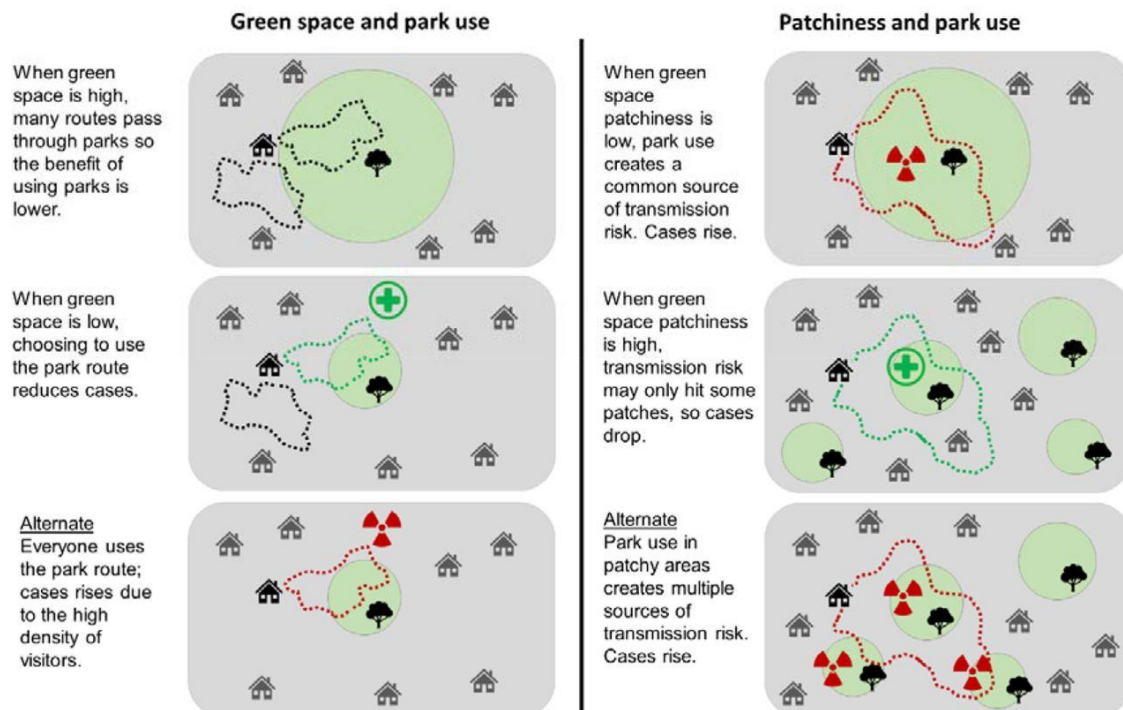 Green space and park use
When green
space is high,
many routes pass
through parks so
the benefit of
using parks is
lower.
When green
space is low,
choosing to use
the park route
reduces cases.
Alternate
Everyone uses
the park route;
cases rises due
to the high
density of
visitors.
Patchiness and park use
When green
space
patchiness is
low, park use
creates a
common source
of transmission
risk. Cases rise.
When green
space patchiness
is high,
transmission risk
may only hit some
patches, so cases
drop.
Alternate
Park use in
patchy areas
creates multiple
sources of
transmission risk.
Cases rise.